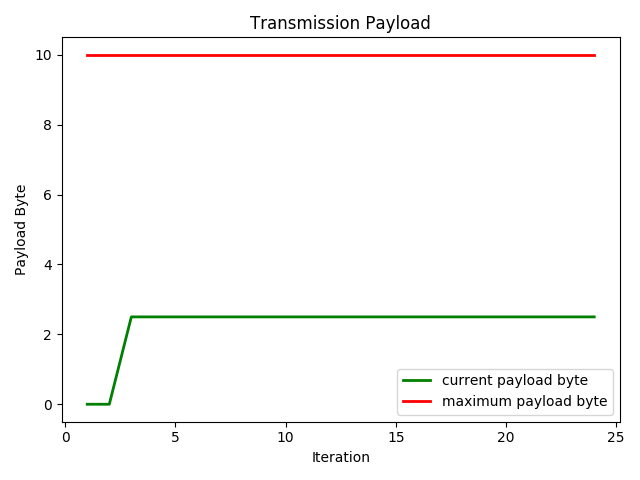 Transmission Payload
10
8
6
4
2
0
Payload Byte
current payload byte
maximum payload byte
0 5 10 15 20 25
Iteration